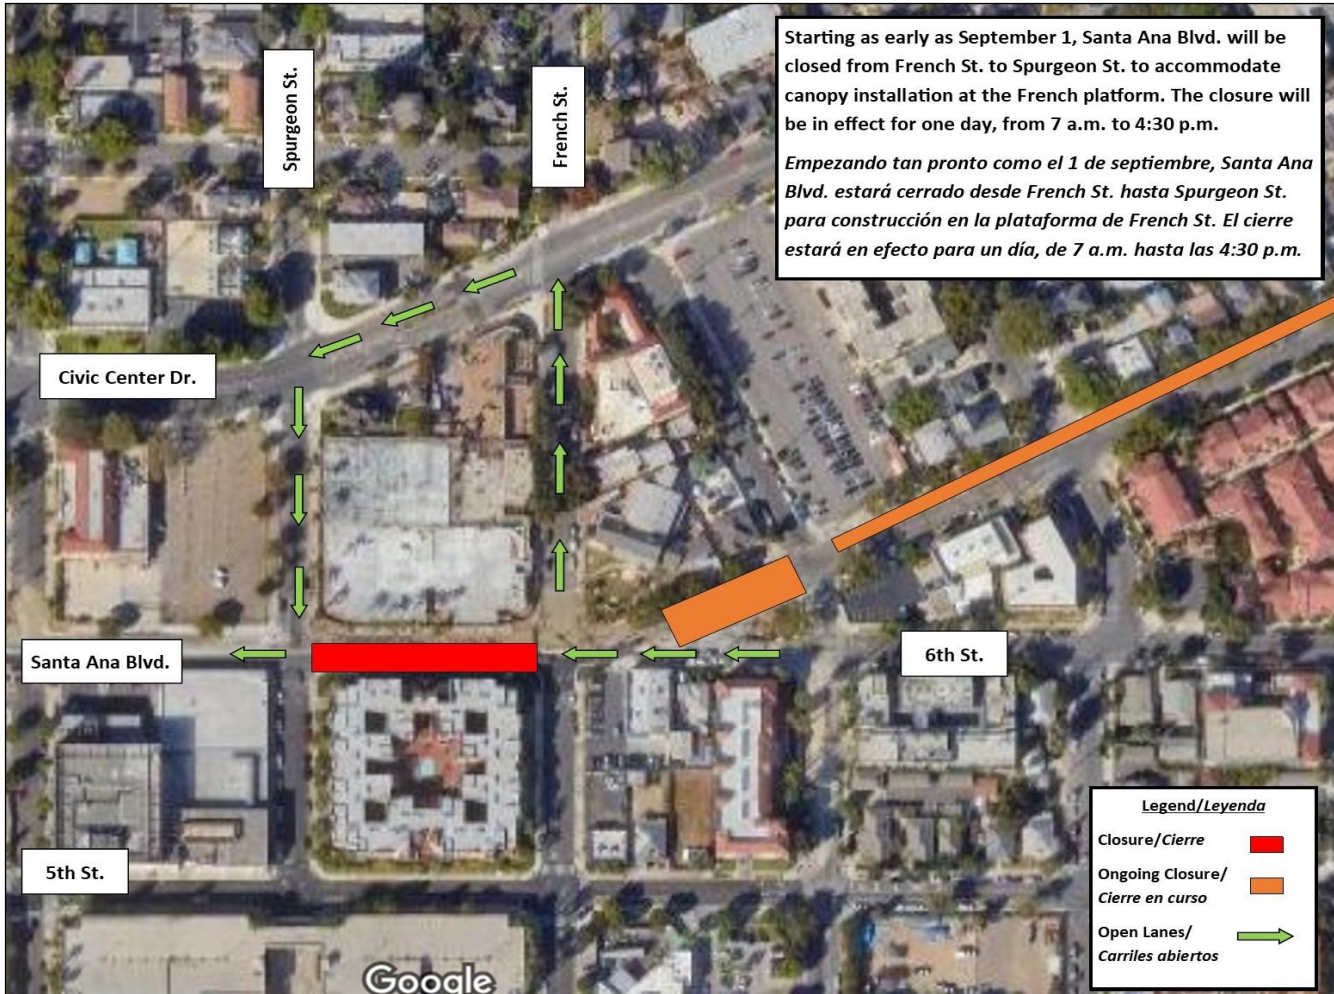 Starting as early as September 1, Santa Ana Blvd. will be
closed from French St. to Spurgeon St. to accommodate
canopy installation at the French platform. The closure will
be in effect for one day, from 7 a.m. to 4:30 p.m.
Empezando tan pronto como el 1 de septiembre, Santa Ana
Blvd. estará cerrado desde French St. hasta Spurgeon St.
para construcción en la plataforma de French St. El cierre
estará en efecto para un día, de 7 a.m. hasta las 4:30 p.m.
Spurgeon St.
French St.
Civic Center Dr.
Santa Ana Blvd.
6th St.
5th St.
Legend/Leyenda
Closure/Cierre
Ongoing Closure/
Cierre en curso
Open Lanes/
Carriles abiertos
Google